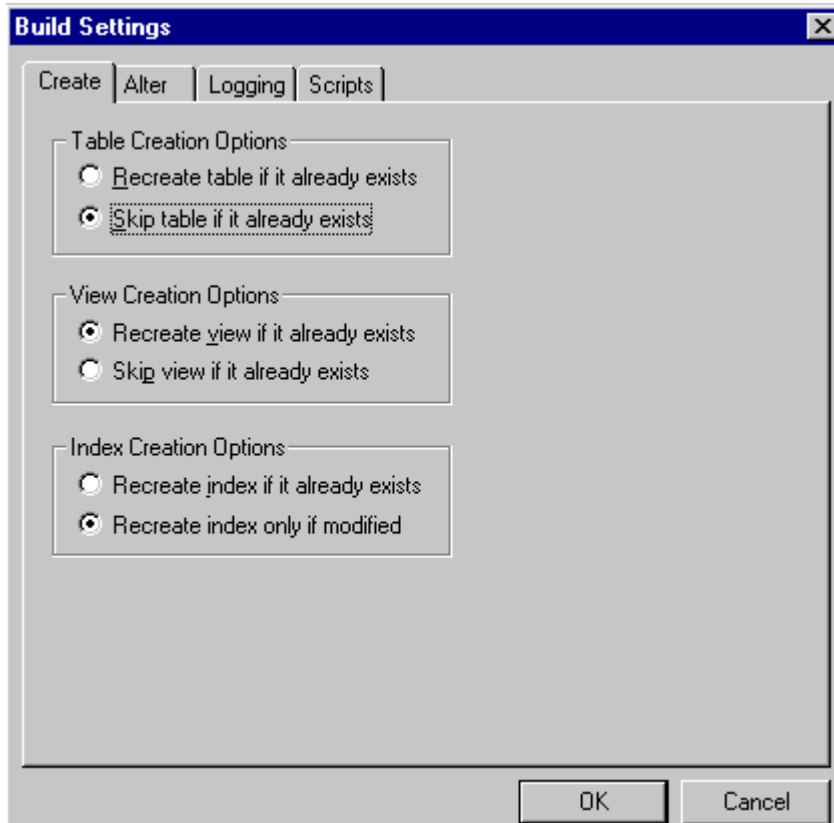 Build Settings
Create Alter Logging Scripts
Table Creation Options
Recreate table if it already exists
Skip table if it already exists
View Creation Options
Recreate view if it already exists
Skip view if it already exists
Index Creation Options
Recreate index if it already exists
Recreate index only if modified
OK Cancel